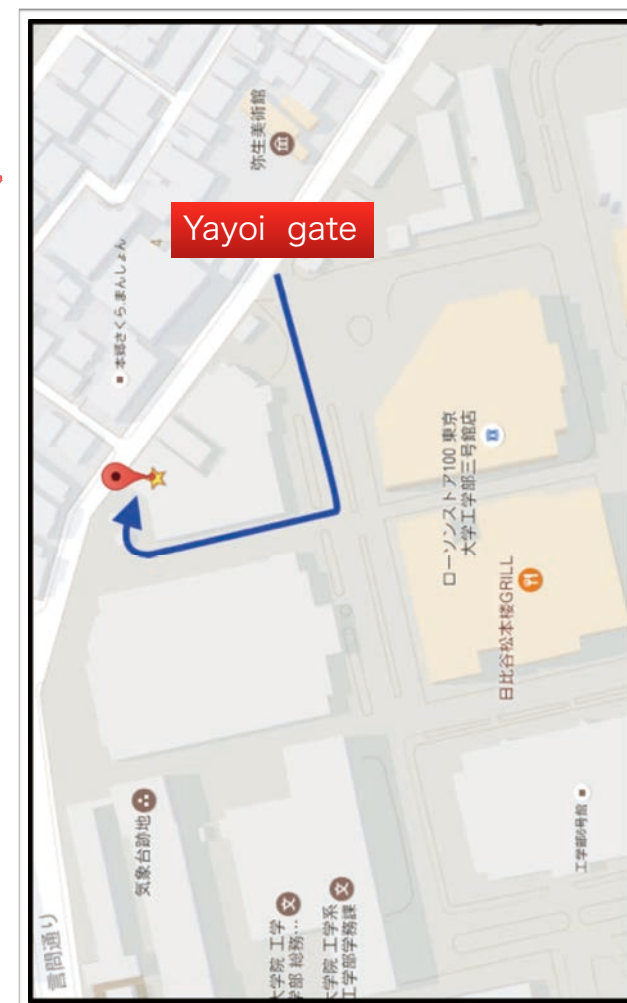 弥生美術館
Yayoi gate
4
本郷さくら.まんしょん
ローソンストア100 東京
大学工学部三号館店
日比谷松本楼GRILL
気象台跡地
工学部6号館
言問通り
大学院 工学
学部 総務…
大学院 工学系
工学部学務課